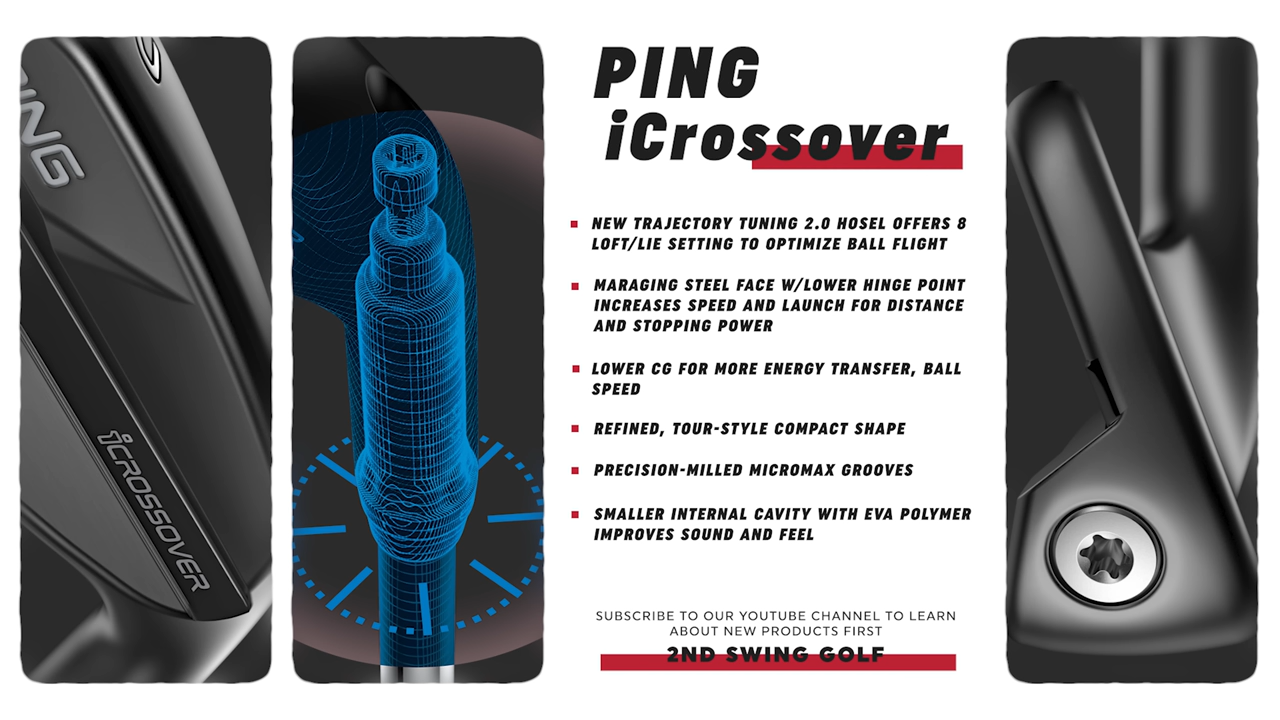 PING
iCrossover
NEW TRAJECTORY TUNING 2.0 HOSEL OFFERS 8
LOFT/LIE SETTING TO OPTIMIZE BALL FLIGHT
MARAGING STEEL FACE W/LOWER HINGE POINT
INCREASES SPEED AND LAUNCH FOR DISTANCE
AND STOPPING POWER
LOWER CG FOR MORE ENERGY TRANSFER, BALL
SPEED
REFINED, TOUR-STYLE COMPACT SHAPE
PRECISION-MILLED MICROMAX GROOVES
SMALLER INTERNAL CAVITY WITH EVA POLYMER
IMPROVES SOUND AND FEEL
SUBSCRIBE TO OUR YOUTUBE CHANNEL TO LEARN
ABOUT NEW PRODUCTS FIRST
2ND SWING GOLF
PING
iCROSSOVER